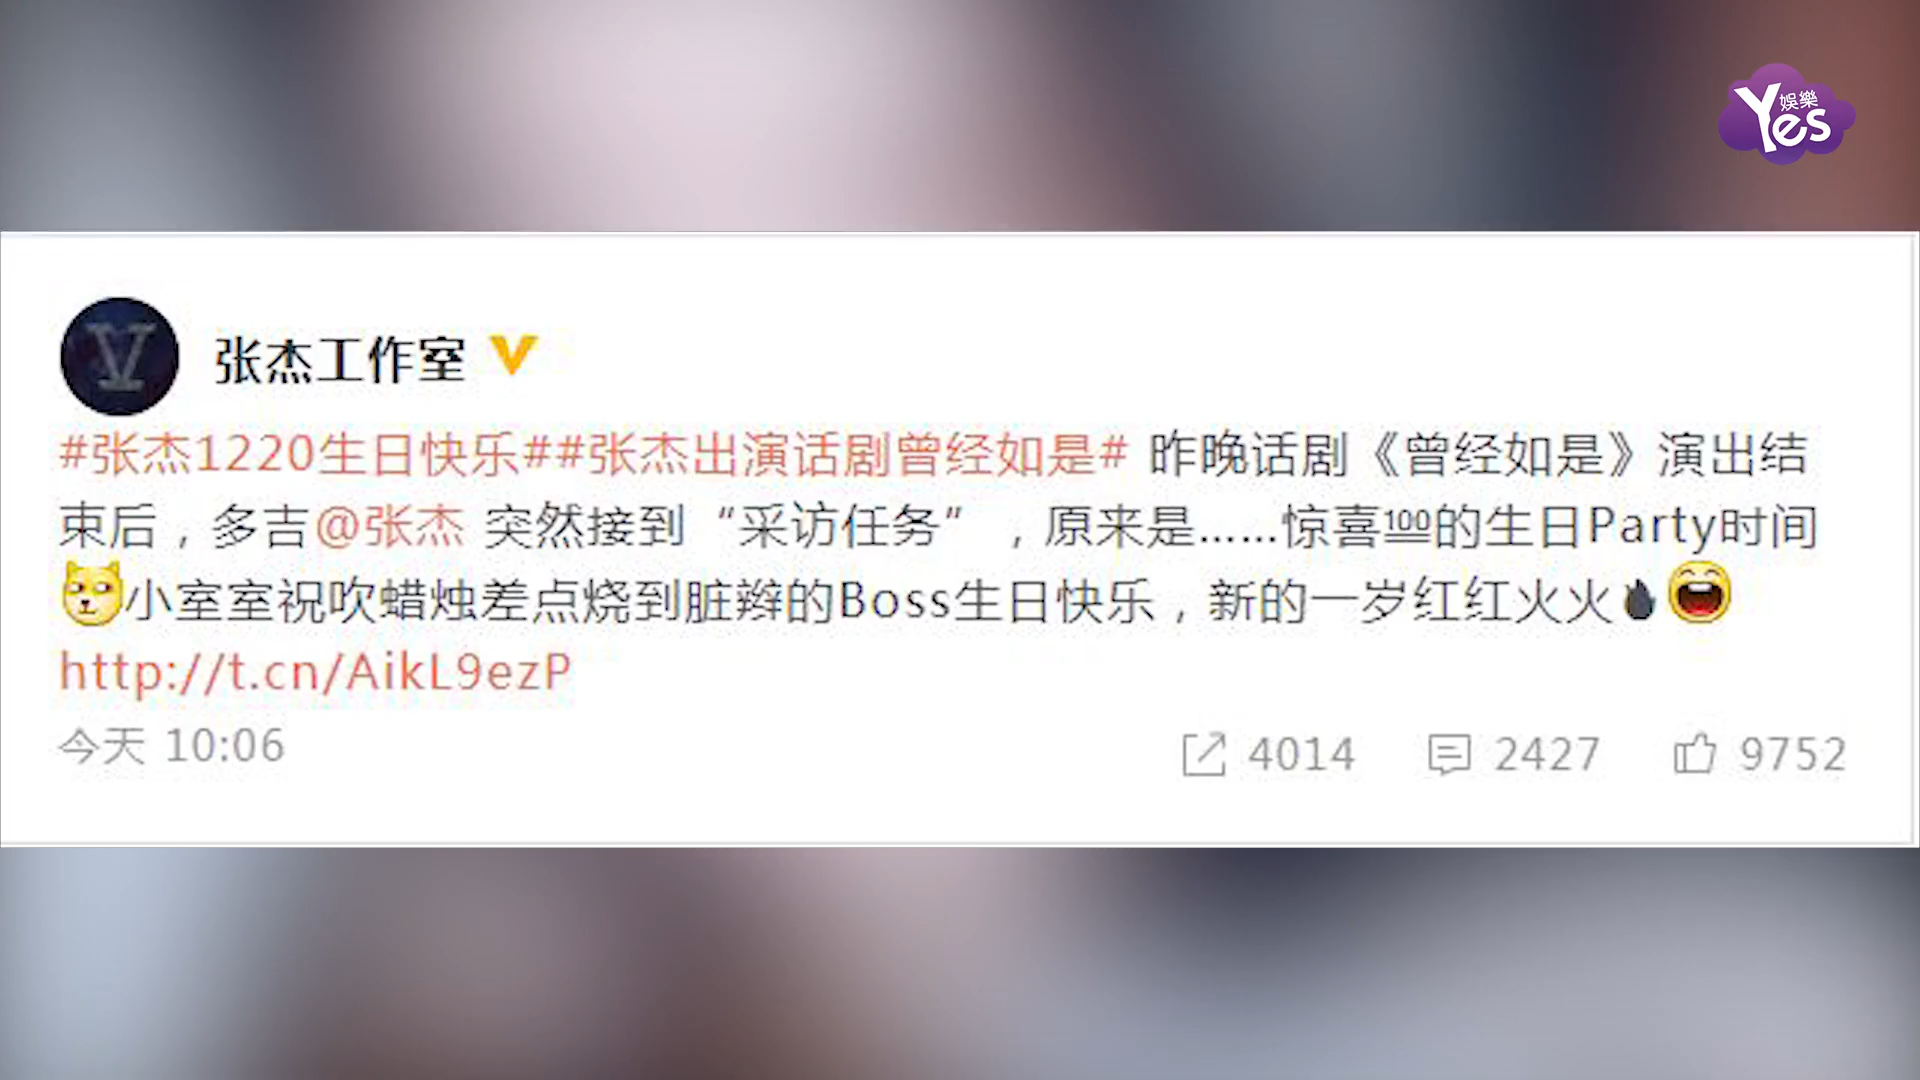 Yes 娛樂
张杰工作室
#张杰1220生日快乐##张杰出演话剧曾经如是# 昨晚话剧《曾经如是》演出结
束后，多吉@张杰 突然接到“采访任务”，原来是……惊喜💯的生日Party时间
小室室祝吹蜡烛差点烧到脏辫的Boss生日快乐，新的一岁红红火火
http://t.cn/AikL9ezP
今天 10:06
4014 2427 9752